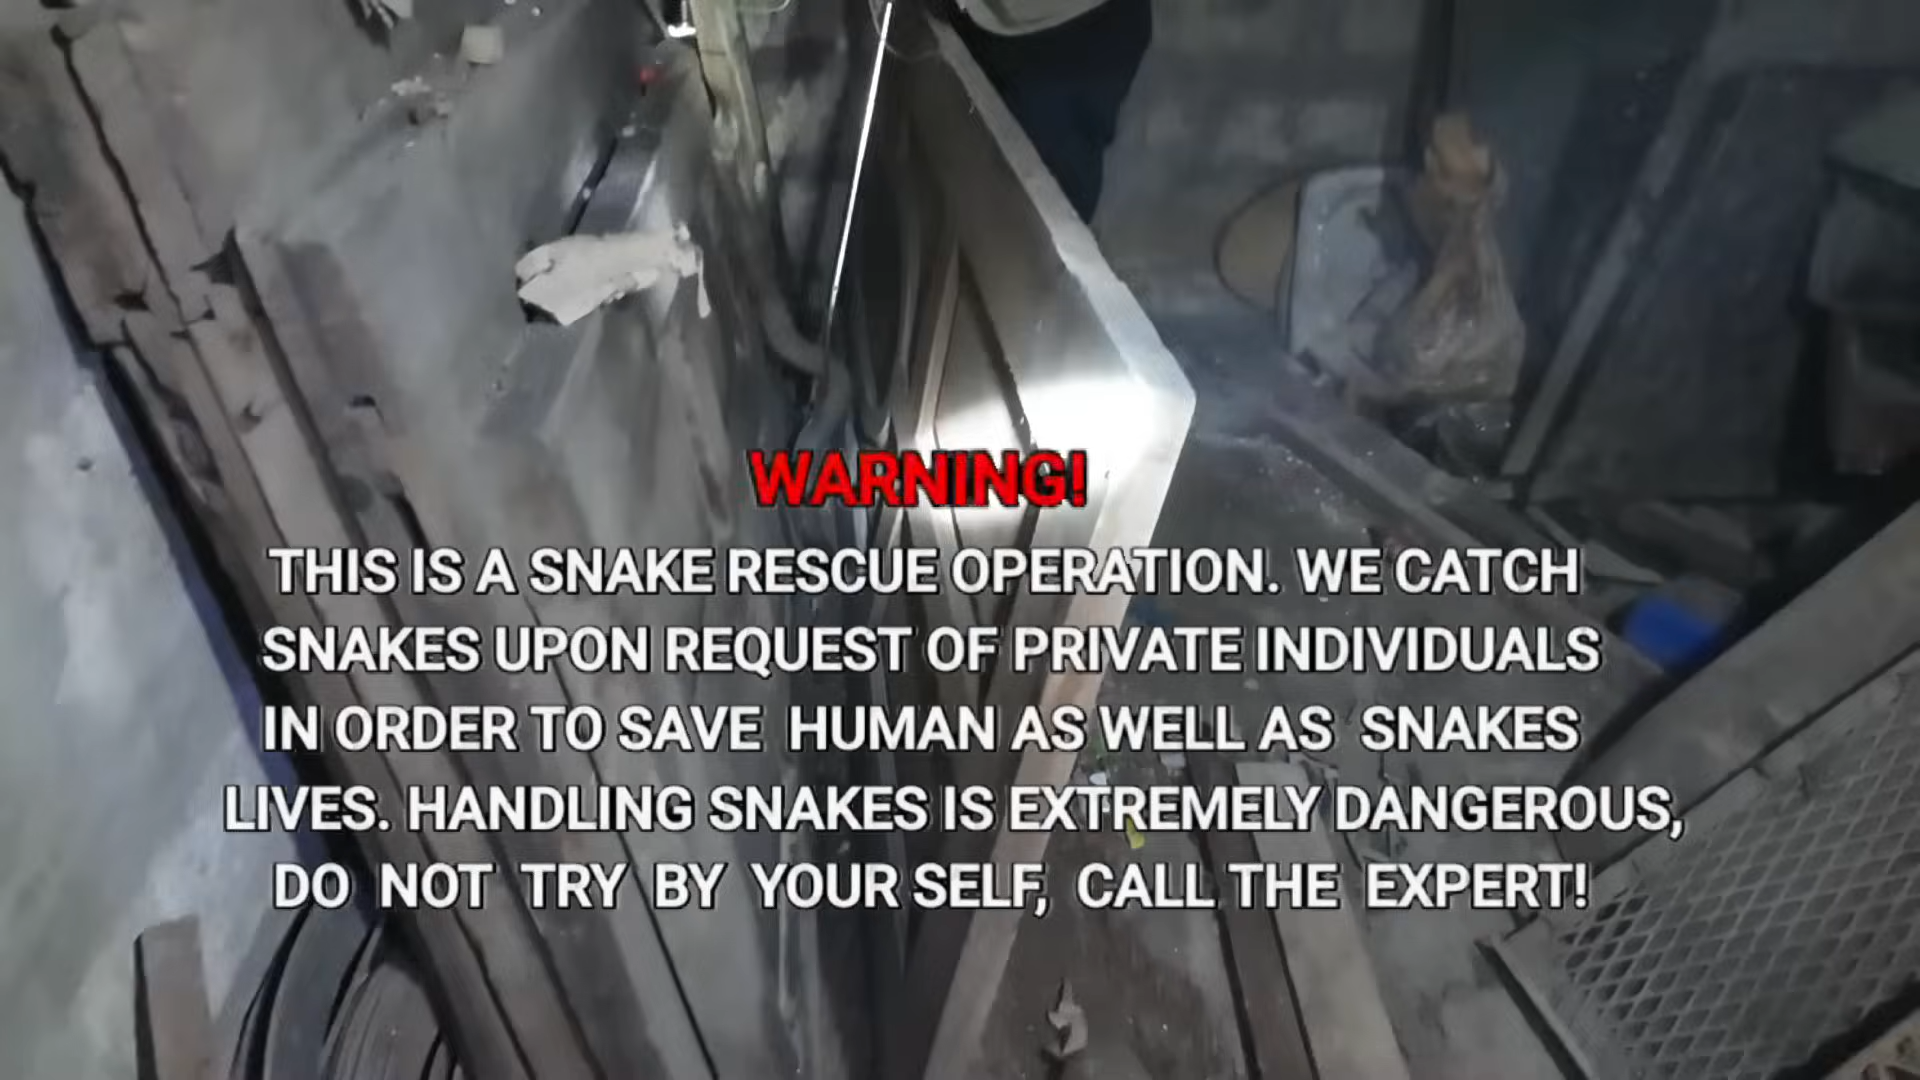 WARNING!
THIS IS A SNAKE RESCUE OPERATION. WE CATCH
SNAKES UPON REQUEST OF PRIVATE INDIVIDUALS
IN ORDER TO SAVE HUMAN AS WELL AS SNAKES
LIVES. HANDLING SNAKES IS EXTREMELY DANGEROUS,
DO NOT TRY BY YOUR SELF, CALL THE EXPERT!